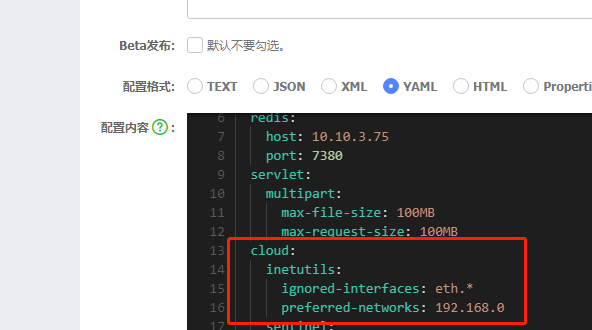 Beta发布: 默认不要勾选。
配置格式: TEXT JSON XML YAML HTML Properti
配置内容 ? :
6 redis:
7 host: 10.10.3.75
8 port: 7380
9 servlet:
10 multipart:
11 max-file-size: 100MB
12 max-request-size: 100MB
13 cloud:
14 inetutils:
15 ignored-interfaces: eth.*
16 preferred-networks: 192.168.0
17 sentinel: